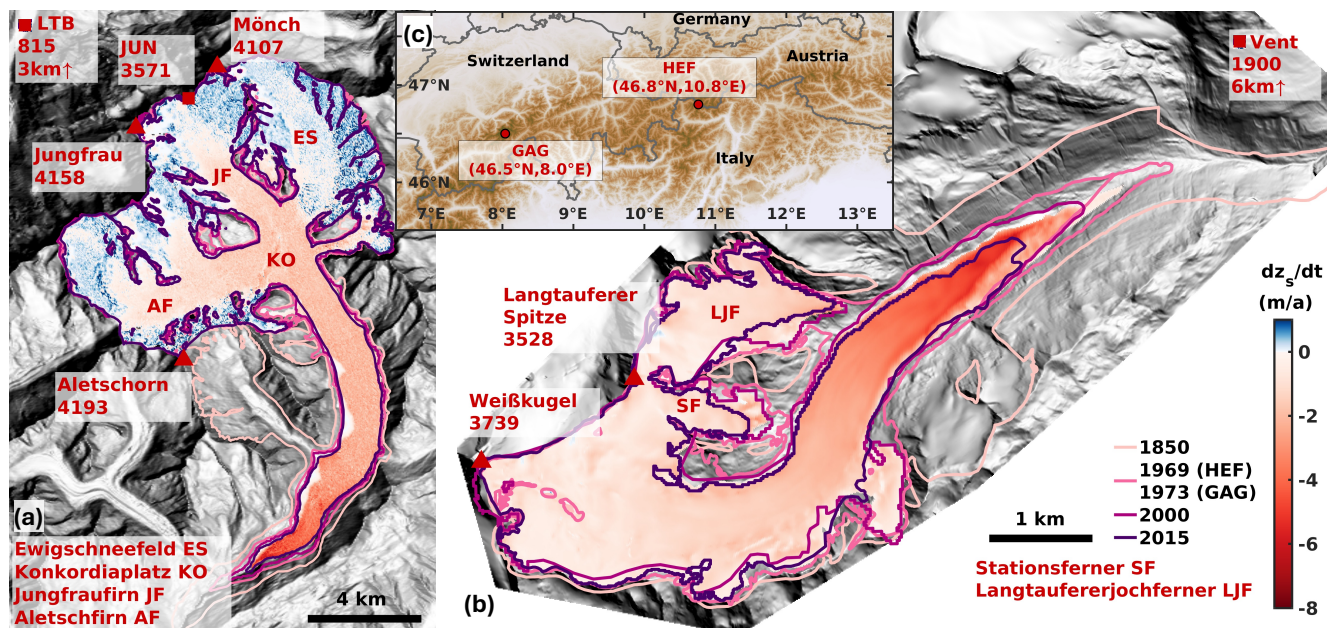 LTB
815
3km↑
JUN
3571
Mönch
4107
Jungfrau
4158
ES
JF
KO
AF
Aletschorn
4193
(a)
Ewigschneefeld ES
Konkordiaplatz KO
Jungfraufirn JF
Aletschfirn AF
4 km
(c)
Germany
Switzerland
Austria
Italy
HEF
(46.8°N,10.8°E)
GAG
(46.5°N,8.0°E)
47°N
46°N
7°E
8°E
9°E
10°E
11°E
12°E
13°E
Vent
1900
6km↑
Langtauferer
Spitze
3528
Weißkugel
3739
LJF
SF
(b)
1 km
Stationsferner SF
Langtaufererjochferner LJF
1850
1969 (HEF)
1973 (GAG)
2000
2015
dzs/dt
(m/a)
0
-2
-4
-6
-8